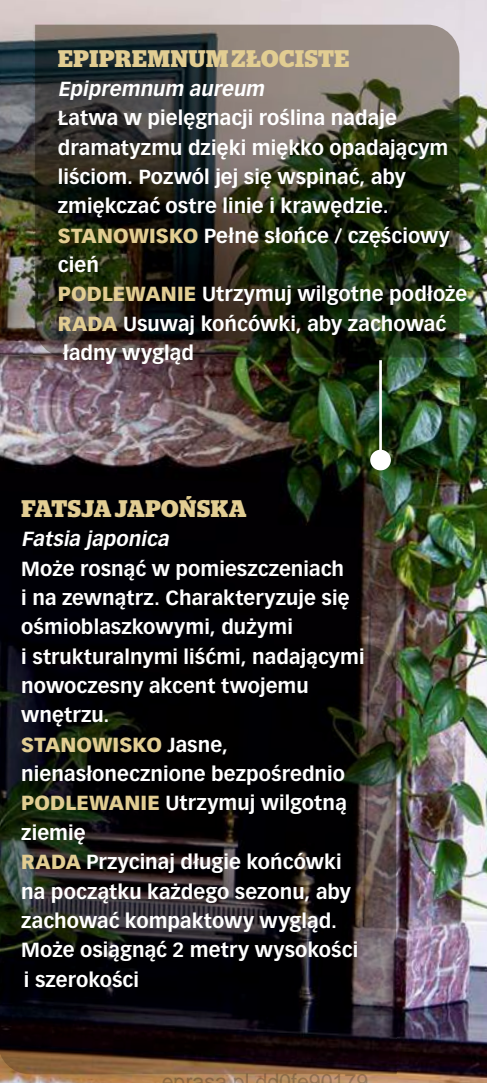 EPIPREMNUM ZŁOCISTE
Epipremnum aureum
Łatwa w pielęgnacji roślina nadaje
dramatyzmu dzięki miękko opadającym
liściom. Pozwól jej się wspinać, aby
zmiękczać ostre linie i krawędzie.
STANOWISKO Pełne słońce / częściowy
cień
PODLEWANIE Utrzymuj wilgotne podłoże
RADA Usuwaj końcówki, aby zachować
ładny wygląd
FATSJA JAPOŃSKA
Fatsia japonica
Może rosnąć w pomieszczeniach
i na zewnątrz. Charakteryzuje się
ośmioblaszkowymi, dużymi
i strukturalnymi liśćmi, nadającymi
nowoczesny akcent twojemu
wnętrzu.
STANOWISKO Jasne,
nienasłonecznione bezpośrednio
PODLEWANIE Utrzymuj wilgotną
ziemię
RADA Przycinaj długie końcówki
na początku każdego sezonu, aby
zachować kompaktowy wygląd.
Może osiągnąć 2 metry wysokości
i szerokości
eprasa.pl dd0fe90179